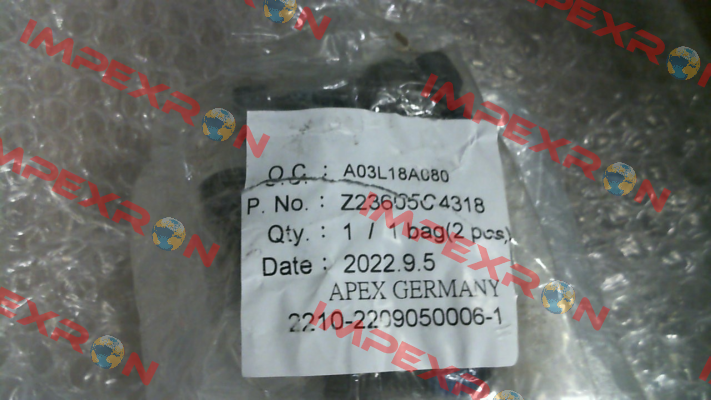 IMPEXRON
IMPEXRON
IMPEXRON
O.C. : A03L18A080
P. No. : Z23605C4318
Qty. : 1 / 1 bag(2 pcs)
Date : 2022.9.5
APEX GERMANY
2210-2209050006-1
IMPEXRON
IMPEXRON
IMPEXRON